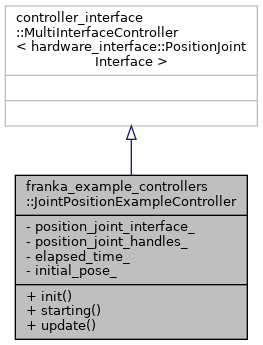 controller_interface
::MultiInterfaceController
< hardware_interface::PositionJoint
Interface >
franka_example_controllers
::JointPositionExampleController
- position_joint_interface_
- position_joint_handles_
- elapsed_time_
- initial_pose_
+ init()
+ starting()
+ update()